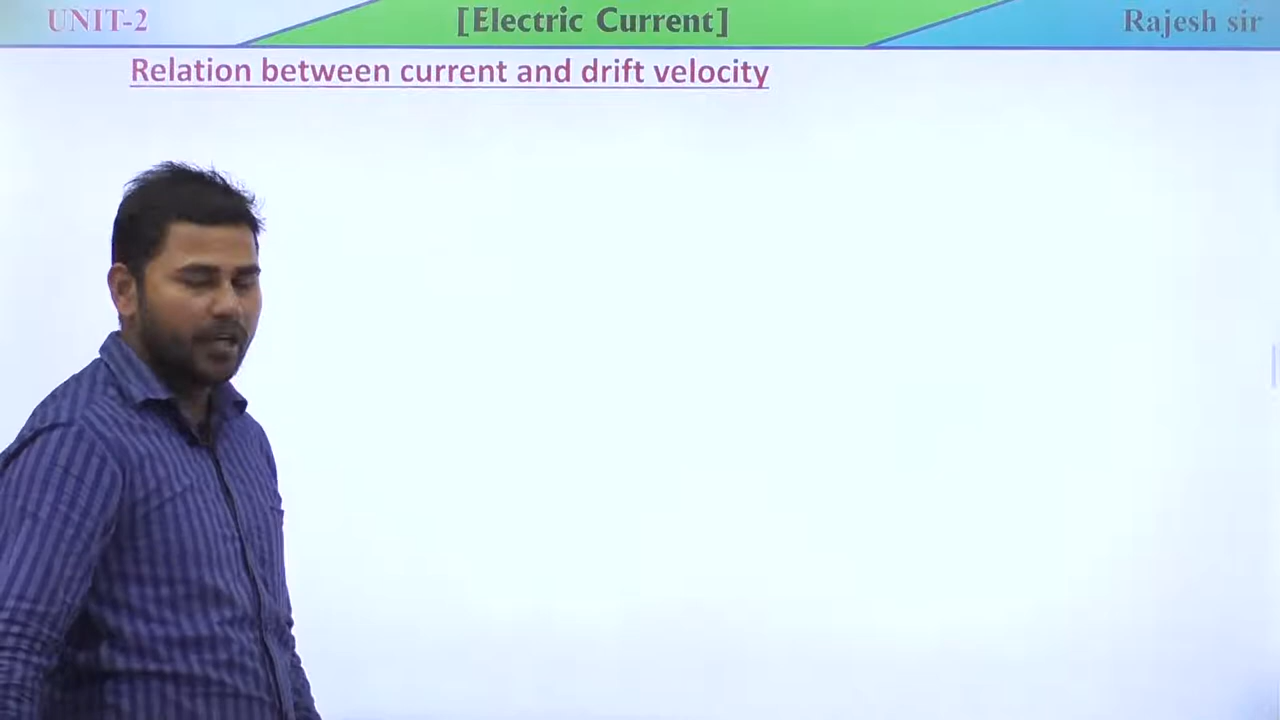 UNIT-2
[Electric Current]
Rajesh sir
Relation between current and drift velocity